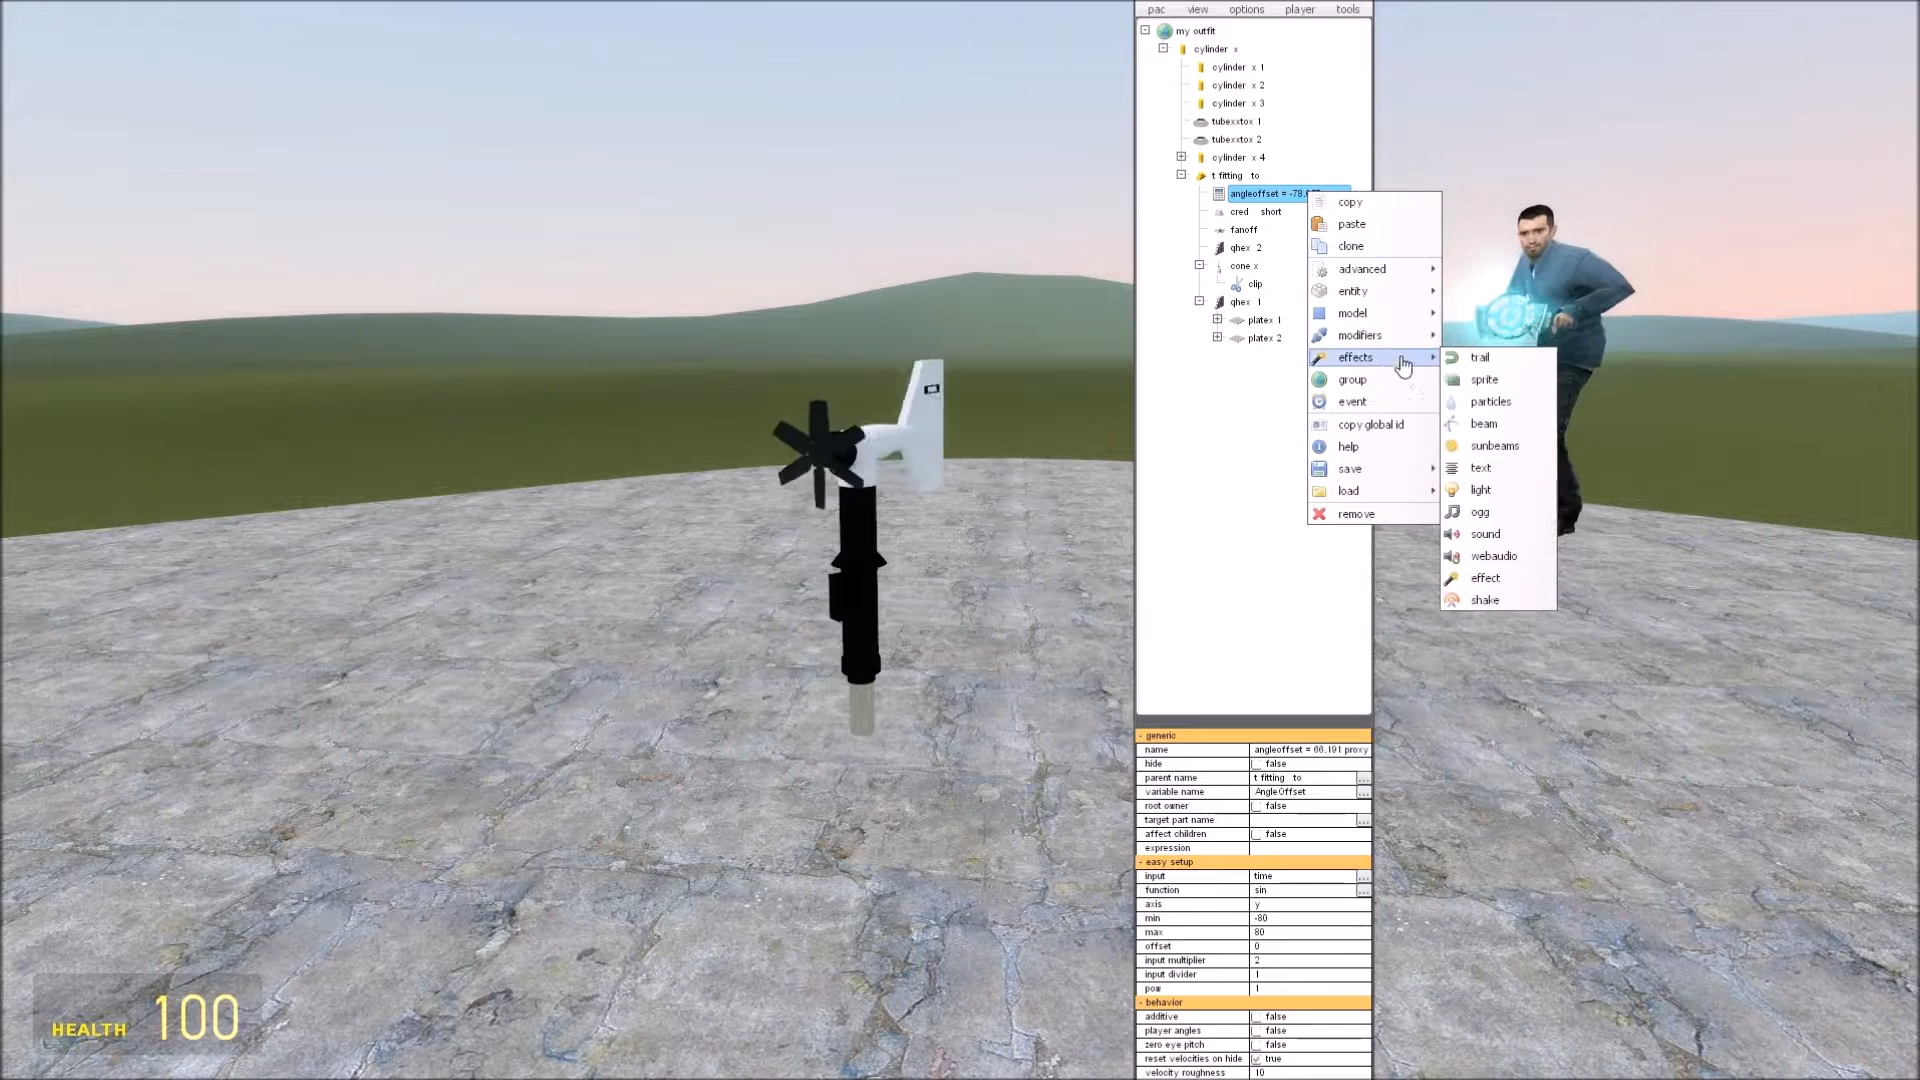 pac view options player tools
my outfit
cylinder x
cylinder x 1
cylinder x 2
cylinder x 3
tubexxtox 1
tubexxtox 2
cylinder x 4
t fitting to
angleoffset = -78.
cred short
fanoff
qhex 2
cone x
clip
qhex 1
platex 1
platex 2
copy
paste
clone
advanced
entity
model
modifiers
effects
group
event
copy global id
help
save
load
remove
trail
sprite
particles
beam
sunbeams
text
light
ogg
sound
webaudio
effect
shake
- generic
name angleoffset = 66.191 proxy
hide false
parent name t fitting to ...
variable name AngleOffset ...
root owner false
target part name ...
affect children false
expression
- easy setup
input time ...
function sin ...
axis y
min -80
max 80
offset 0
input multiplier 2
input divider 1
pow 1
- behavior
additive false
player angles false
zero eye pitch false
reset velocities on hide true
velocity roughness 10
HEALTH 100